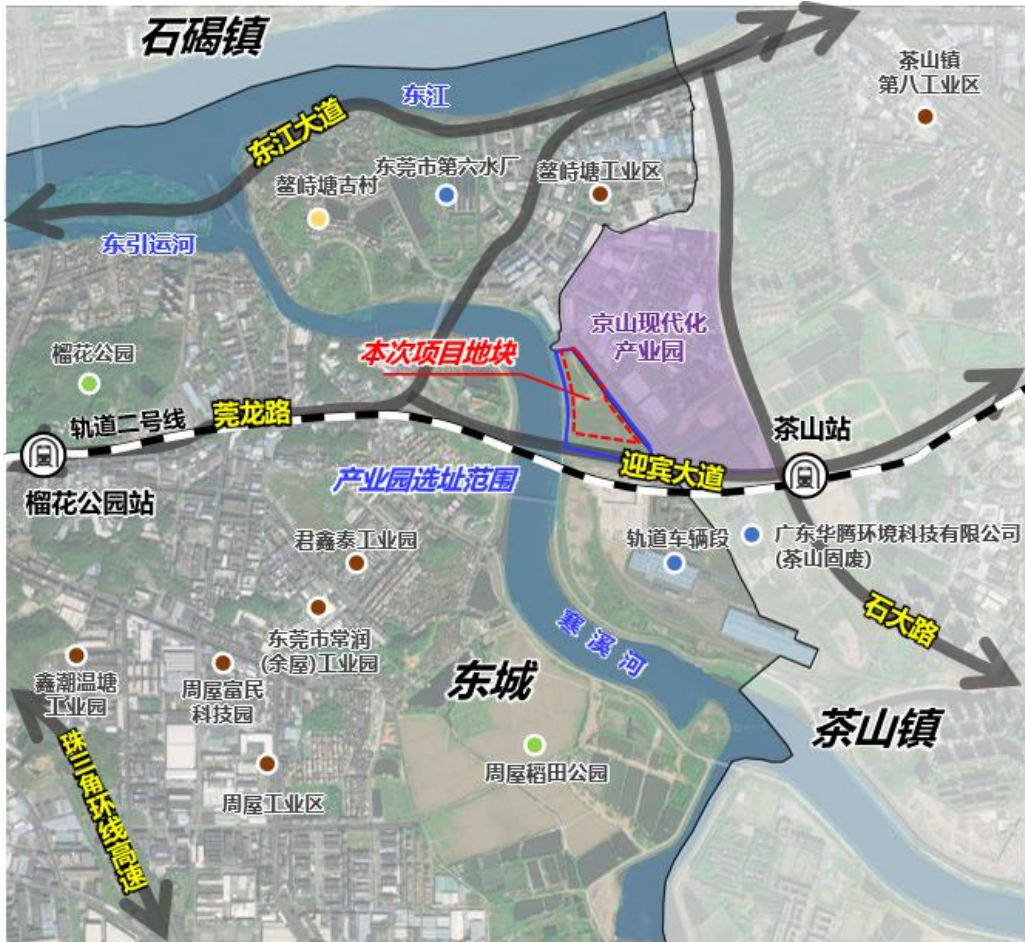 石碣镇
茶山镇
第八工业区
东江
东江大道
东莞市第六水厂
鳌峙塘工业区
鳌峙塘古村
东引运河
京山现代化
产业园
本次项目地块
榴花公园
轨道二号线
莞龙路
茶山站
迎宾大道
产业园选址范围
榴花公园站
君鑫泰工业园
轨道车辆段
广东华腾环境科技有限公司
(茶山固废)
石大路
东莞市常润
(余屋)工业园
寒溪河
鑫潮温塘
工业园
周屋富民
科技园
东城
茶山镇
珠三角环线高速
周屋稻田公园
周屋工业区